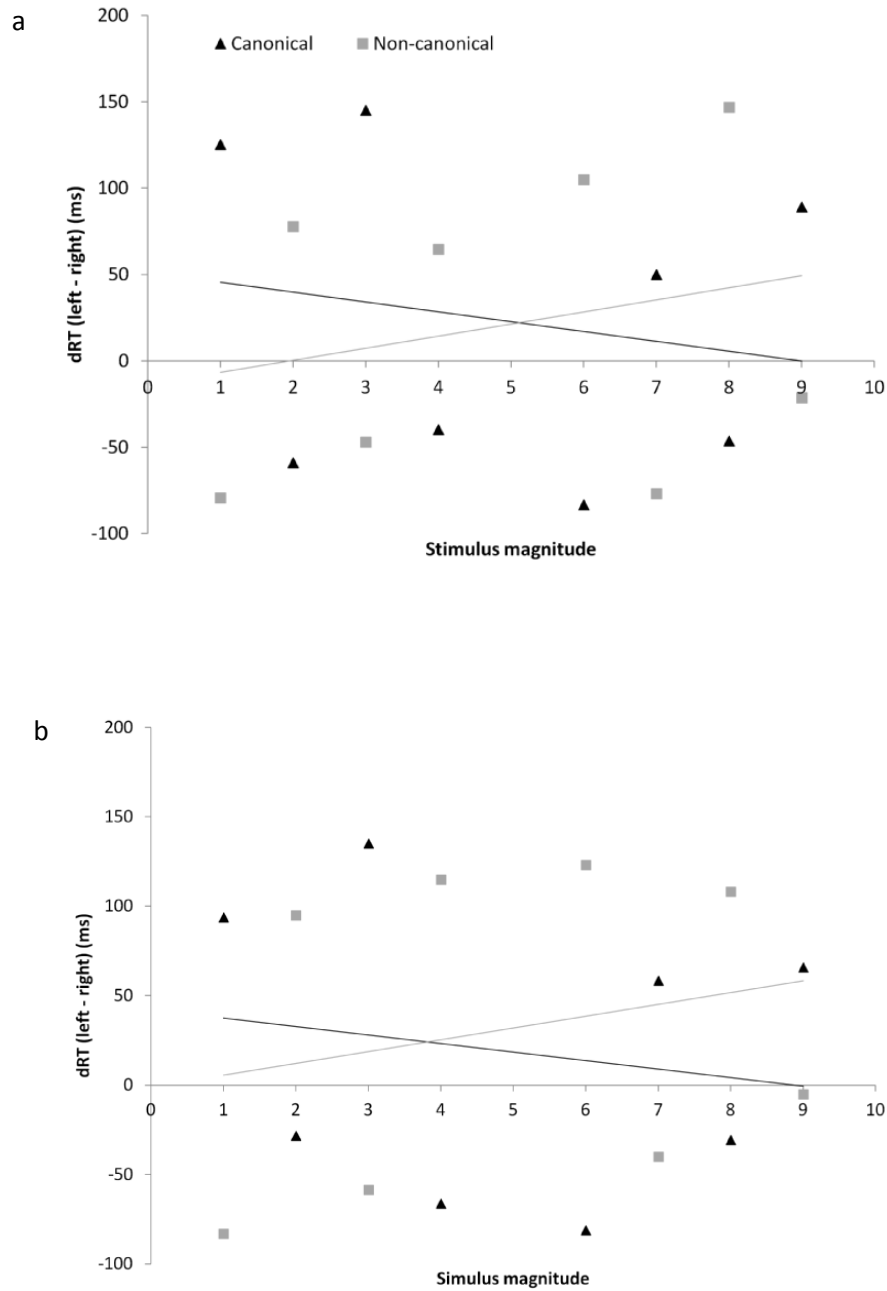 a
200
▲ Canonical ■ Non-canonical
150
100
50
0
-50
-100
0 1 2 3 4 5 6 7 8 9 10
dRT (left - right) (ms)
Stimulus magnitude
b
200
150
100
50
0
-50
-100
0 1 2 3 4 5 6 7 8 9 10
dRT (left - right) (ms)
Simulus magnitude